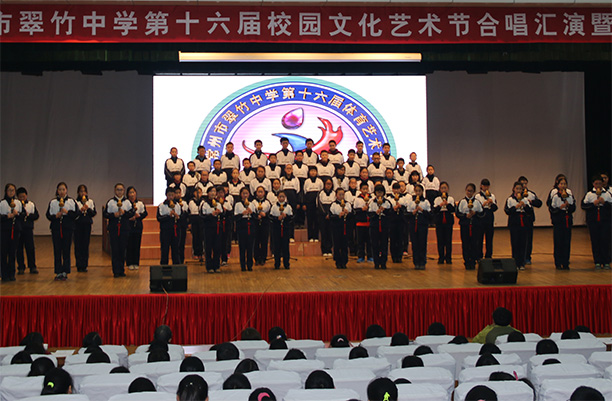 市翠竹中学第十六届校园文化艺术节合唱汇演暨
郑州市翠竹中学第十六届体育艺术